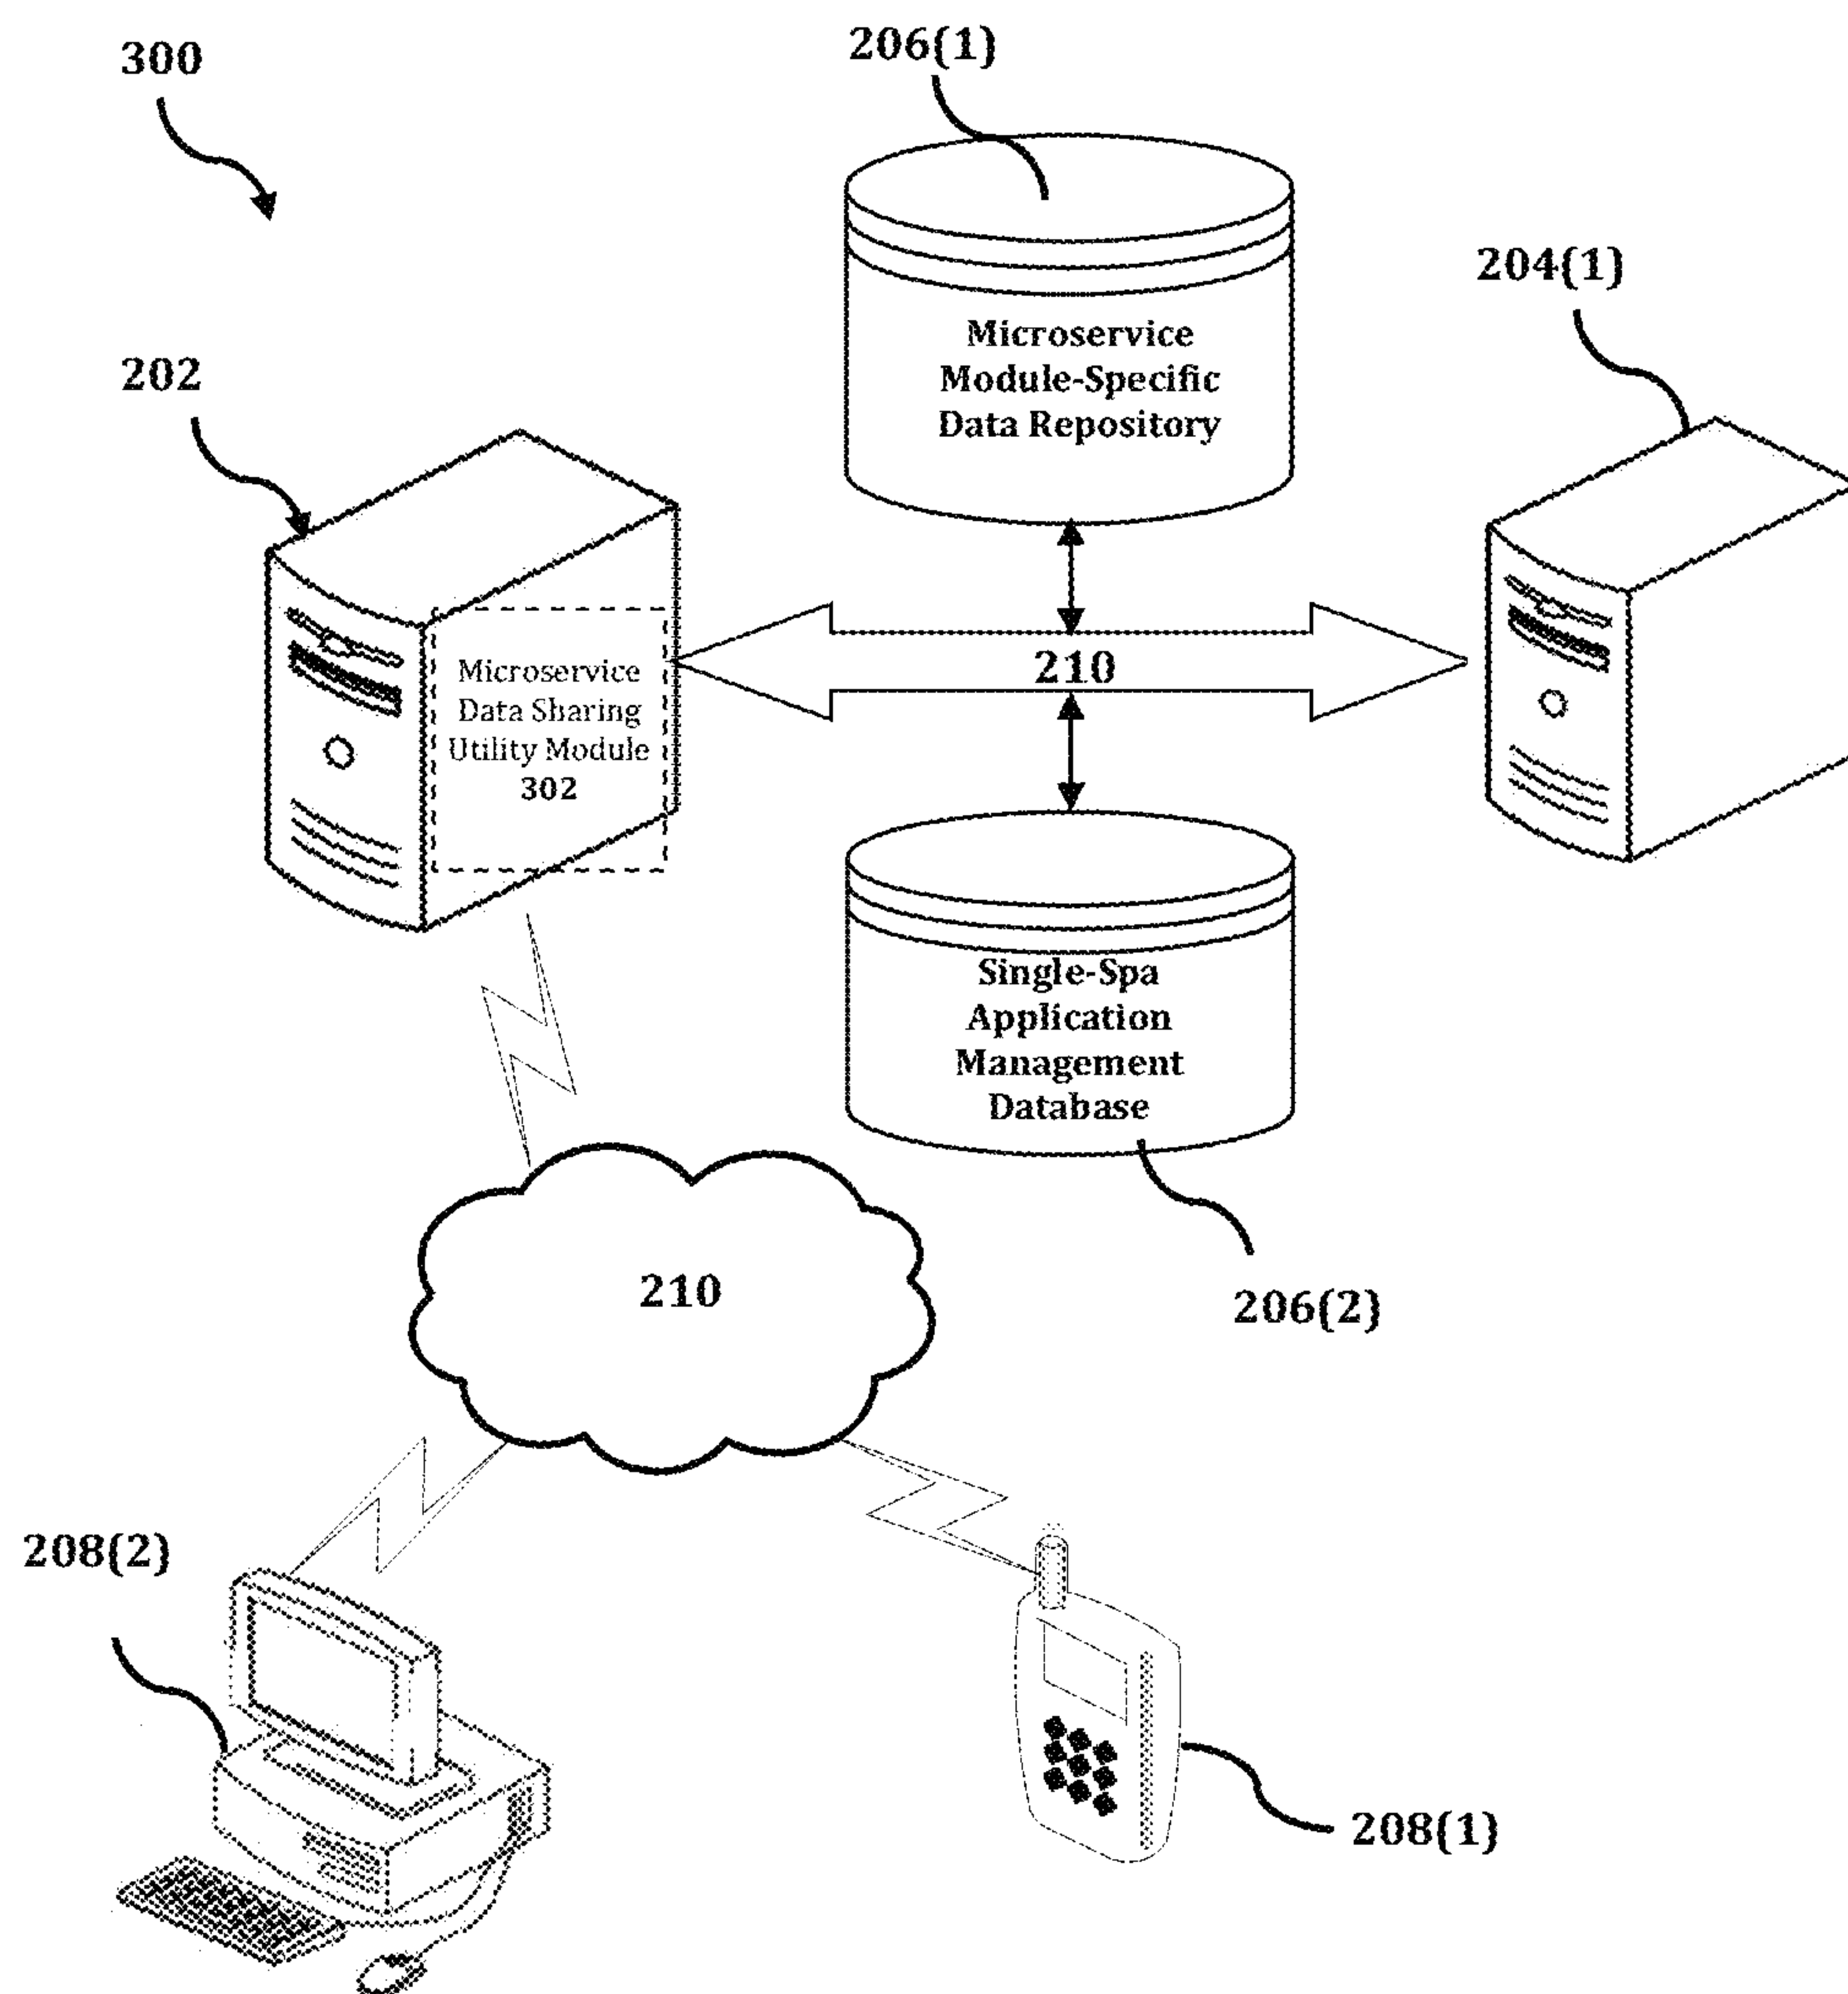 300
206(1)
204(1)
Microservice
Module-Specific
Data Repository
202
Microservice
Data Sharing
Utility Module
302
210
Single-Spa
Application
Management
Database
210
206(2)
208(2)
208(1)